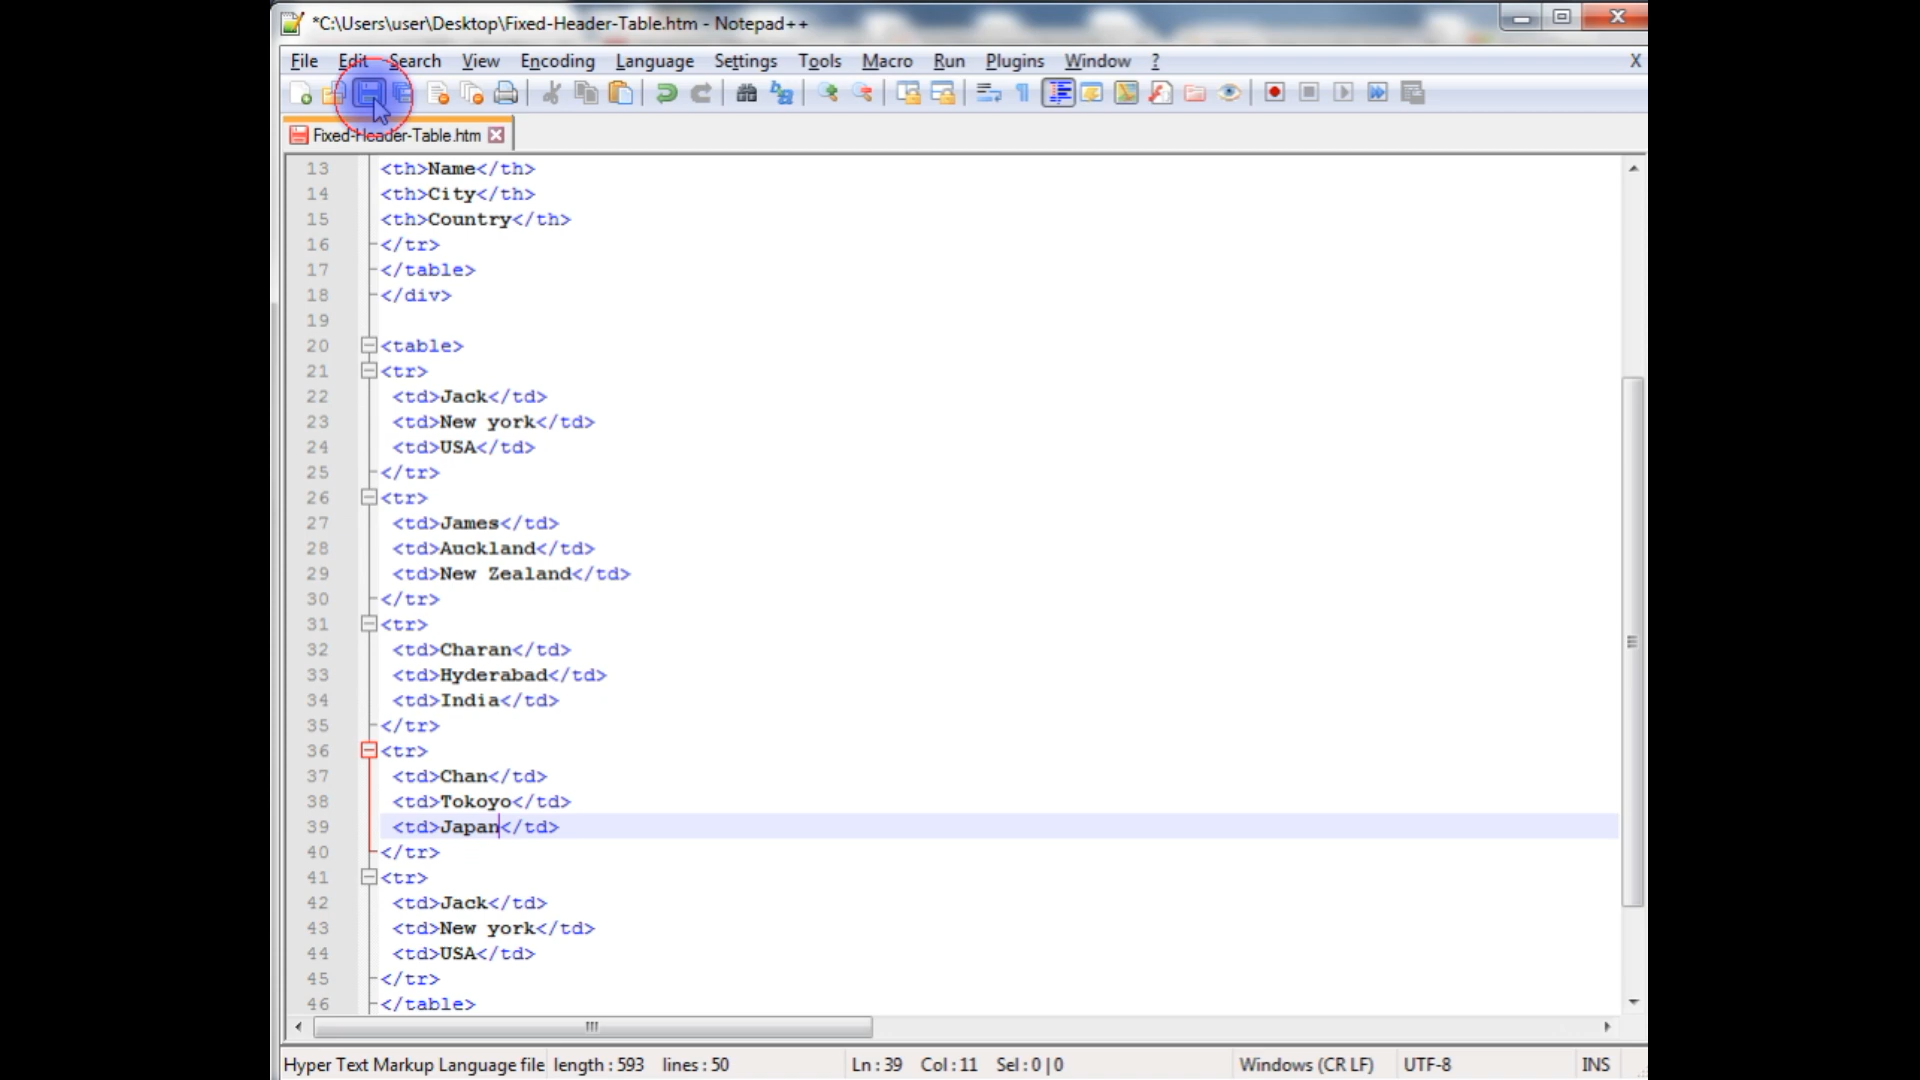 *C:\Users\user\Desktop\Fixed-Header-Table.htm - Notepad++
File Edit Search View Encoding Language Settings Tools Macro Run Plugins Window ? X
Fixed-Header-Table.htm
13 <th>Name</th>
14 <th>City</th>
15 <th>Country</th>
16 </tr>
17 </table>
18 </div>
19
20 <table>
21 <tr>
22 <td>Jack</td>
23 <td>New york</td>
24 <td>USA</td>
25 </tr>
26 <tr>
27 <td>James</td>
28 <td>Auckland</td>
29 <td>New Zealand</td>
30 </tr>
31 <tr>
32 <td>Charan</td>
33 <td>Hyderabad</td>
34 <td>India</td>
35 </tr>
36 <tr>
37 <td>Chan</td>
38 <td>Tokoyo</td>
39 <td>Japan</td>
40 </tr>
41 <tr>
42 <td>Jack</td>
43 <td>New york</td>
44 <td>USA</td>
45 </tr>
46 </table>
Hyper Text Markup Language file length : 593 lines : 50 Ln : 39 Col : 11 Sel : 0 | 0 Windows (CR LF) UTF-8 INS